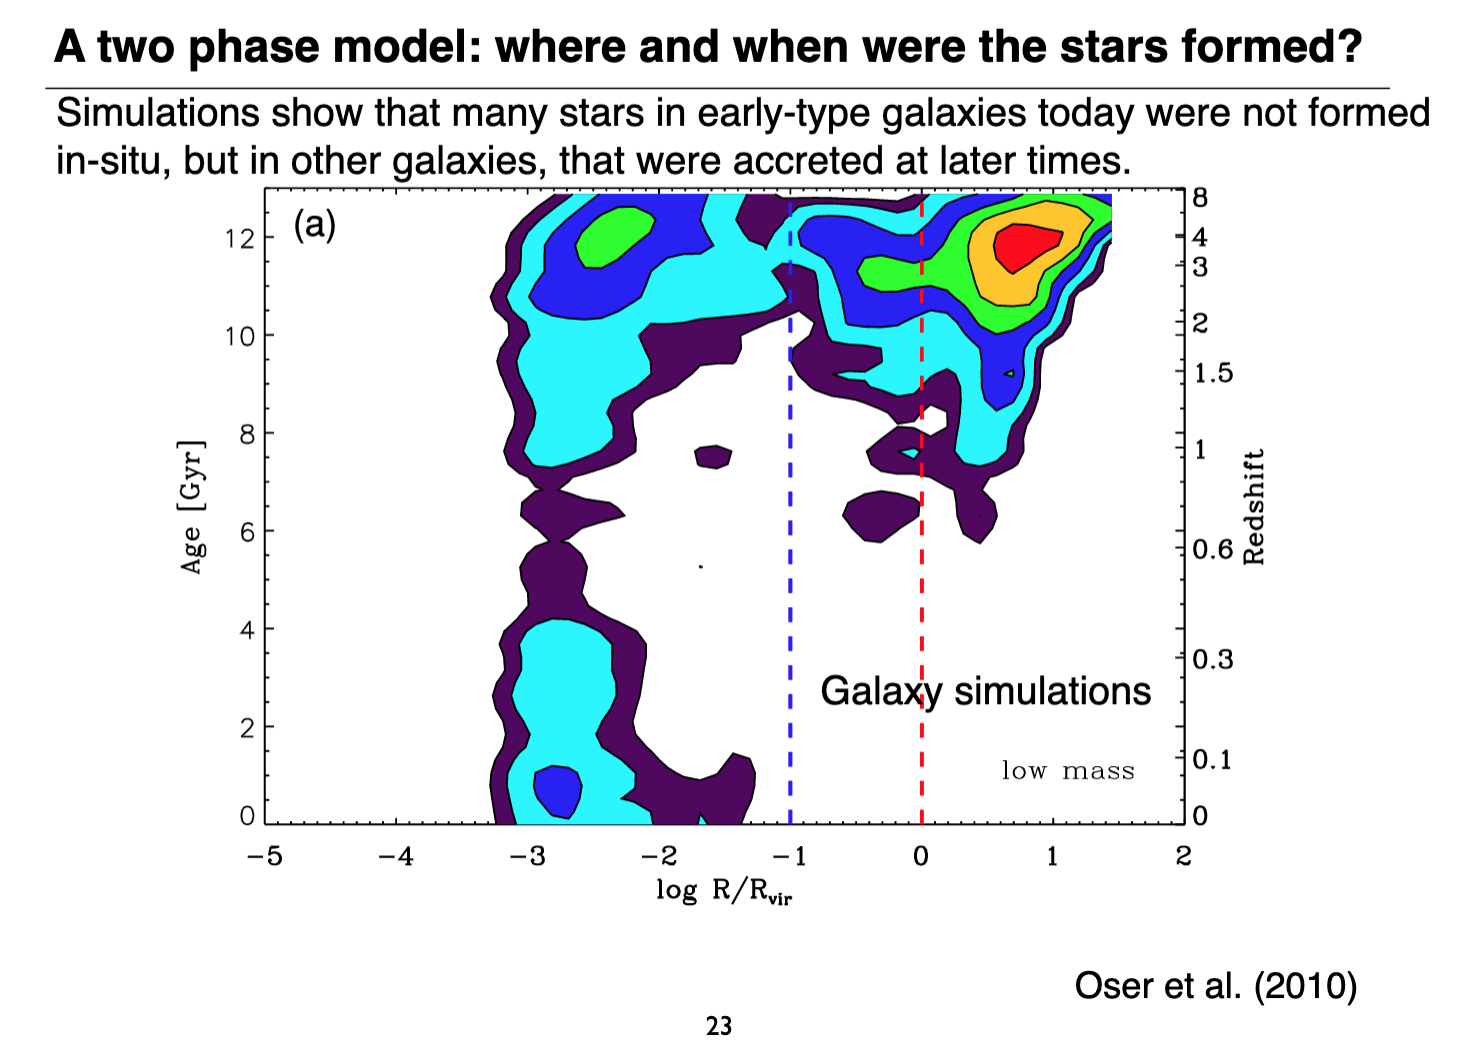 A two phase model: where and when were the stars formed?
Simulations show that many stars in early-type galaxies today were not formed
in-situ, but in other galaxies, that were accreted at later times.
(a)
12
10
8
6
4
2
0
Age [Gyr]
8
4
3
2
1.5
1
0.6
0.3
0.1
0
Redshift
Galaxy simulations
low mass
−5 −4 −3 −2 −1 0 1 2
log R/Rvir
Oser et al. (2010)
23